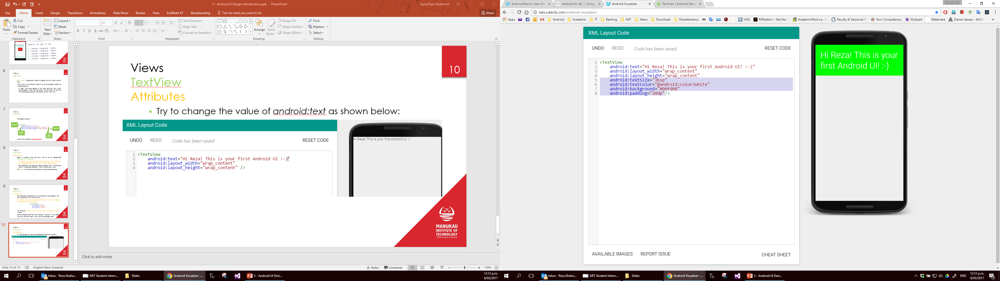 3 - Android UI Design Introduction.pptx - PowerPoint
Seyed Reza Shahamiri
File Home Insert Design Transitions Animations Slide Show Review View EndNote X7 Storyboarding Tell me what you want to do Share
Paste
Cut
Copy
Format Painter
Clipboard
New Slide
Layout
Reset
Section
Slides
24
Font
Text Direction
Align Text
Convert to SmartArt
Paragraph
Arrange
Quick Styles
Shape Fill
Shape Outline
Shape Effects
Drawing
Find
Replace
Select
Editing
6
7
8
9
10
10
Views
TextView
Attributes
Try to change the value of android:text as shown below:
XML Layout Code
UNDO REDO Code has been saved RESET CODE
1 <TextView
2 android:text="Hi Reza! This is your first Android UI :-)"
3 android:layout_width="wrap_content"
4 android:layout_height="wrap_content" />
Hi Reza! This is your first Android UI :-)
MANUKAU
INSTITUTE OF
TECHNOLOGY
Click to add notes
Slide 10 of 10 English (New Zealand) Notes Comments 108%
Inbox - Reza.Shaha... MIT Student Intern... Slides Android Visualizer -... 3 - Android UI Desi...
12:12 p.m.
6/03/2017
Android Basics: User Inte Android for All | Google Android Visualizer TextView | Android Deve Seyed Reza
labs.udacity.com/android-visualizer/
Apps Android Academic IT Banking MIT News Download Miscellaneous UML Riffstation - Get the c AcademicWork.ca - C Faculty & Sessional P Your Computeroxy MySpark Watercare Dance classes - AUCK
XML Layout Code
UNDO REDO Code has been saved RESET CODE
1 <TextView
2 android:text="Hi Reza! This is your first Android UI! :-)"
3 android:layout_width="wrap_content"
4 android:layout_height="wrap_content"
5 android:textSize="36sp"
6 android:textColor="@android:color/white"
7 android:background="#00fd00"
8 android:padding="20dp"/>
Hi Reza! This is your
first Android UI! :-)
AVAILABLE IMAGES REPORT ISSUE CHEAT SHEET
Inbox - Reza.Shaha... MIT Student Intern... Slides Android Visualizer -... 3 - Android UI Desi...
ENG
12:12 p.m.
6/03/2017